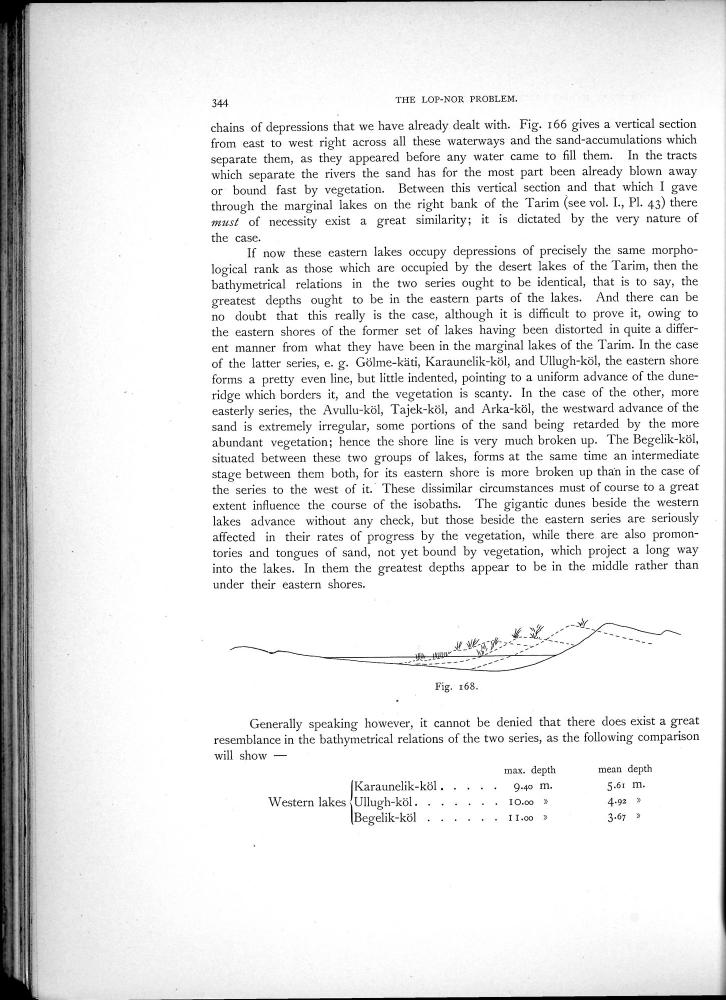 344
THE LOP-NOR PROBLEM.
chains of depressions that we have already dealt with. Fig. 166 gives a vertical section
from east to west right across all these waterways and the sand-accumulations which
separate them, as they appeared before any water came to fill them. In the tracts
which separate the rivers the sand has for the most part been already blown away
or bound fast by vegetation. Between this vertical section and that which I gave
through the marginal lakes on the right bank of the Tarim (see vol. I., Pl. 43) there
must of necessity exist a great similarity; it is dictated by the very nature of
the case.
If now these eastern lakes occupy depressions of precisely the same morpho-
logical rank as those which are occupied by the desert lakes of the Tarim, then the
bathymetrical relations in the two series ought to be identical, that is to say, the
greatest depths ought to be in the eastern parts of the lakes. And there can be
no doubt that this really is the case, although it is difficult to prove it, owing to
the eastern shores of the former set of lakes having been distorted in quite a differ-
ent manner from what they have been in the marginal lakes of the Tarim. In the case
of the latter series, e. g. Gölme-käti, Karaunelik-köl, and Ullugh-köl, the eastern shore
forms a pretty even line, but little indented, pointing to a uniform advance of the dune-
ridge which borders it, and the vegetation is scanty. In the case of the other, more
easterly series, the Avullu-köl, Tajek-köl, and Arka-köl, the westward advance of the
sand is extremely irregular, some portions of the sand being retarded by the more
abundant vegetation; hence the shore line is very much broken up. The Begelik-köl,
situated between these two groups of lakes, forms at the same time an intermediate
stage between them both, for its eastern shore is more broken up than in the case of
the series to the west of it. These dissimilar circumstances must of course to a great
extent influence the course of the isobaths. The gigantic dunes beside the western
lakes advance without any check, but those beside the eastern series are seriously
affected in their rates of progress by the vegetation, while there are also promon-
tories and tongues of sand, not yet bound by vegetation, which project a long way
into the lakes. In them the greatest depths appear to be in the middle rather than
under their eastern shores.
Fig. 168.
Generally speaking however, it cannot be denied that there does exist a great
resemblance in the bathymetrical relations of the two series, as the following comparison
will show —
max. depth mean depth
Karaunelik-köl . . . . . 9.40 m. 5.61 m.
Western lakes Ullugh-köl . . . . . . . 10.00 » 4.92 »
Begelik-köl . . . . . . 11.00 » 3.67 »